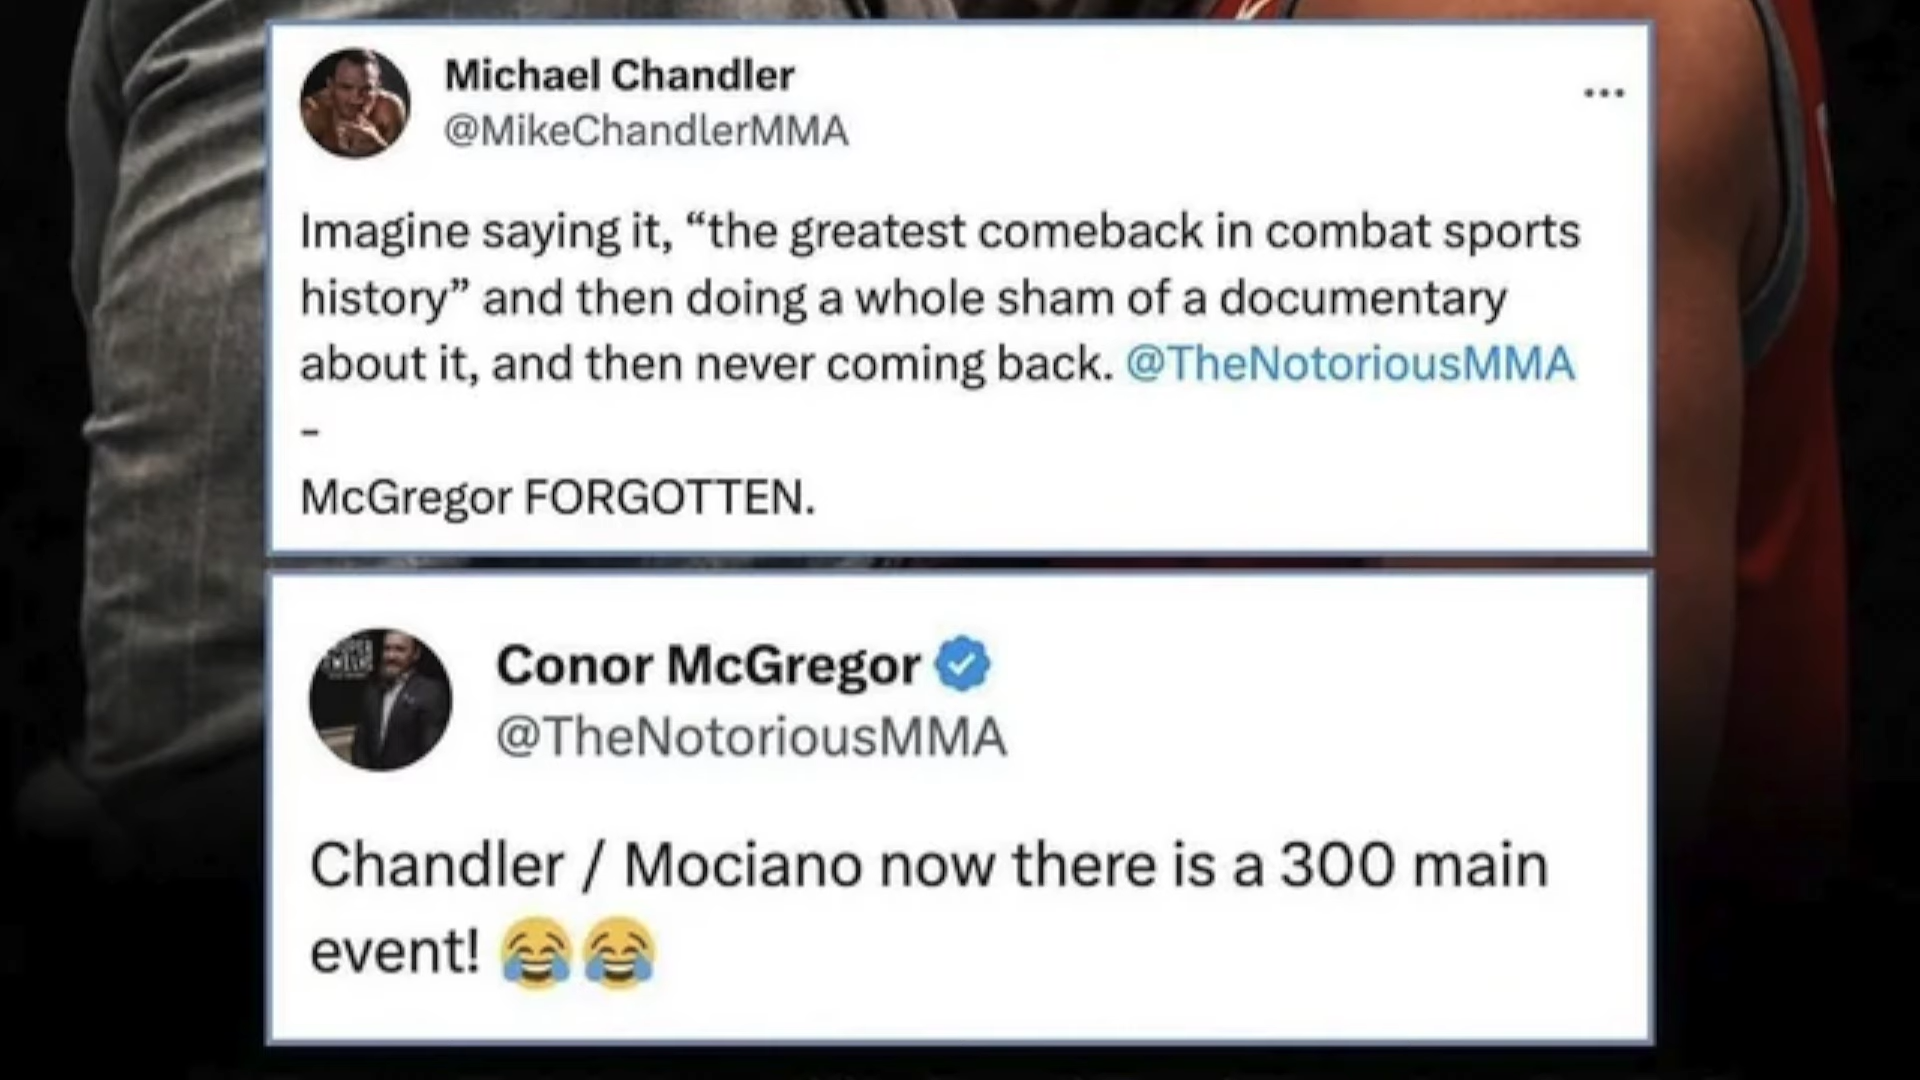 Michael Chandler
@MikeChandlerMMA
Imagine saying it, “the greatest comeback in combat sports
history” and then doing a whole sham of a documentary
about it, and then never coming back. @TheNotoriousMMA
-
McGregor FORGOTTEN.
Conor McGregor
@TheNotoriousMMA
Chandler / Mociano now there is a 300 main
event! 😂😂